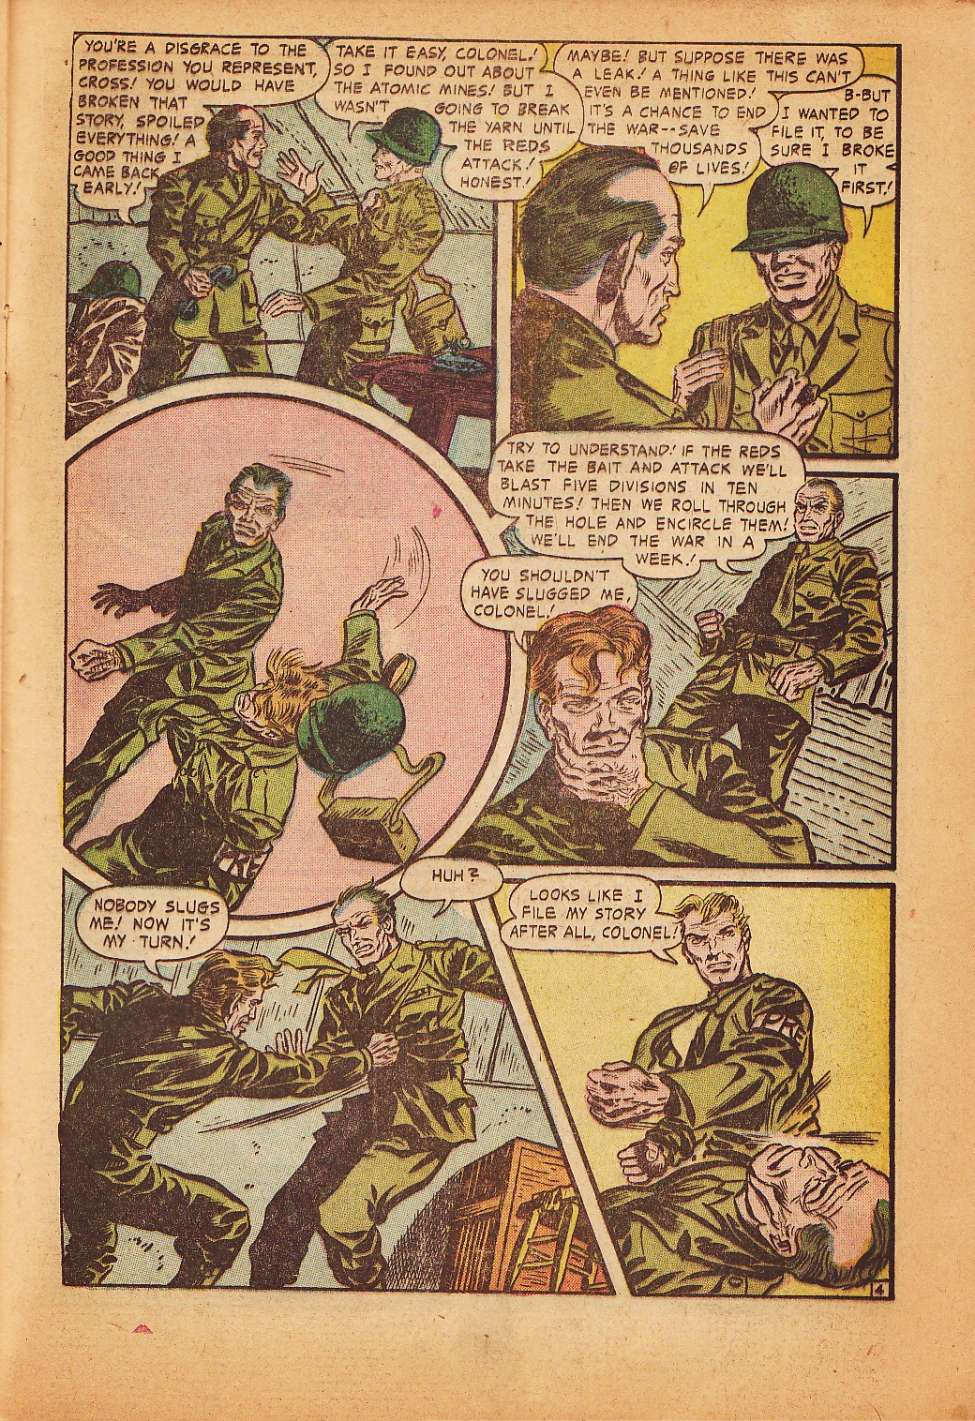 YOU'RE A DISGRACE TO THE
PROFESSION YOU REPRESENT,
CROSS! YOU WOULD HAVE
BROKEN THAT
STORY, SPOILED
EVERYTHING! A
GOOD THING I
CAME BACK
EARLY!
TAKE IT EASY, COLONEL!
SO I FOUND OUT ABOUT
THE ATOMIC MINES! BUT I
WASN'T GOING TO BREAK
THE YARN UNTIL
THE REDS
ATTACK!
HONEST!
MAYBE! BUT SUPPOSE THERE WAS
A LEAK! A THING LIKE THIS CAN'T
EVEN BE MENTIONED!
IT'S A CHANCE TO END
THE WAR--SAVE
THOUSANDS
OF LIVES!
B-BUT
I WANTED TO
FILE IT, TO BE
SURE I BROKE
IT
FIRST!
TRY TO UNDERSTAND! IF THE REDS
TAKE THE BAIT AND ATTACK WE'LL
BLAST FIVE DIVISIONS IN TEN
MINUTES! THEN WE ROLL THROUGH
THE HOLE AND ENCIRCLE THEM!
WE'LL END THE WAR IN A
WEEK!
YOU SHOULDN'T
HAVE SLUGGED ME,
COLONEL!
PRE
NOBODY SLUGS
ME! NOW IT'S
MY TURN!
HUH?
LOOKS LIKE I
FILE MY STORY
AFTER ALL, COLONEL!
PRE
4